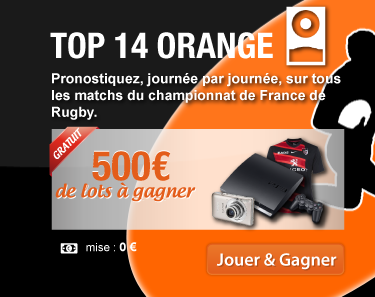 TOP 14 ORANGE
Pronostiquez, journée par journée, sur tous
les matchs du championnat de France de
Rugby.
GRATUIT
500€
de lots à gagner
mise : 0 €
Jouer & Gagner